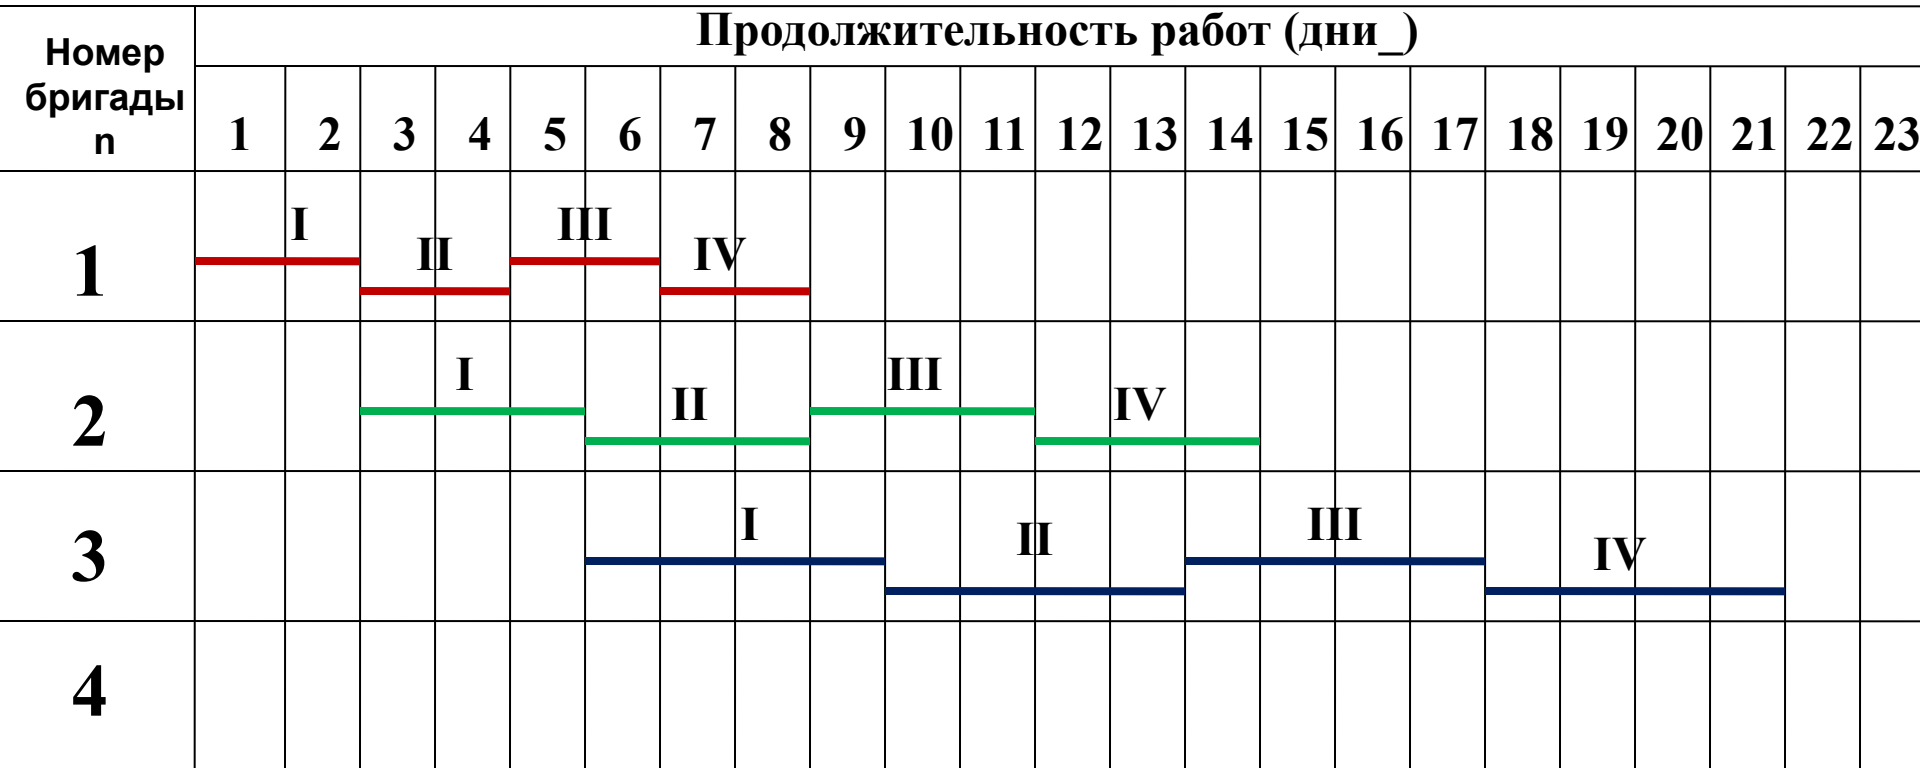 Продолжительность работ (дни_)
Номер
бригады
n
1 2 3 4 5 6 7 8 9 10 11 12 13 14 15 16 17 18 19 20 21 22 23
I III
II IV
1
I III
II IV
2
I III
II IV
3
4